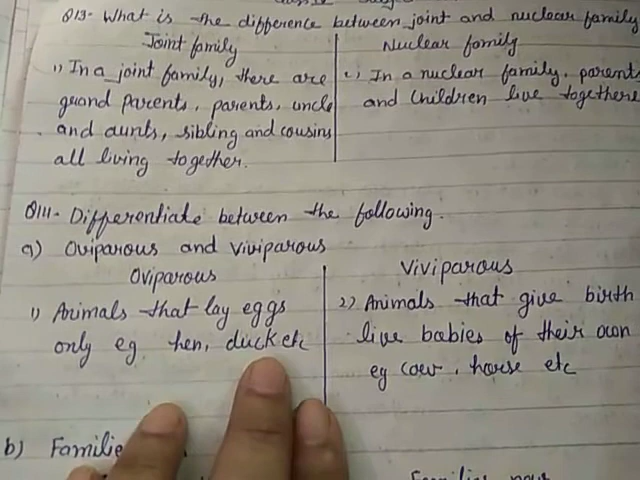 Q13- What is the difference between joint and nuclear family
Joint family
Nuclear family
1) In a joint family, there are
grand parents, parents, uncle
and aunts, sibling and cousins
all living together.
In a nuclear family, parents
and Children live together
Q14- Differentiate between the following.
a) Oviparous and Viviparous
Oviparous
Viviparous
1) Animals that lay eggs
only eg hen, duck etc
2) Animals that give birth
live babies of their own
eg cow, house etc
b) Familie